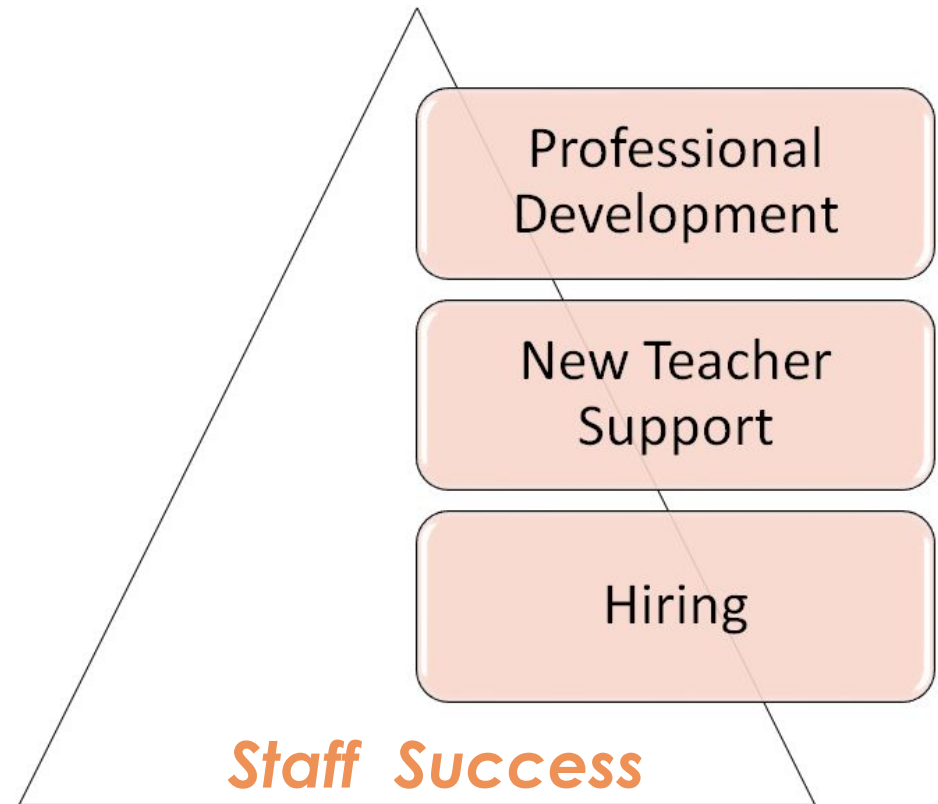 Professional
Development
New Teacher
Support
Hiring
Staff Success